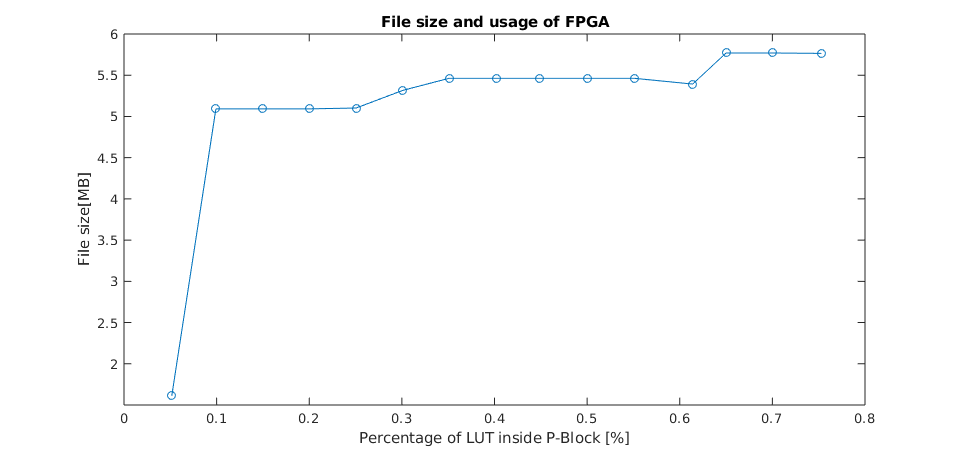 File size and usage of FPGA
6
5.5
5
4.5
4
3.5
3
2.5
2
File size[MB]
0 0.1 0.2 0.3 0.4 0.5 0.6 0.7 0.8
Percentage of LUT inside P-Block [%]